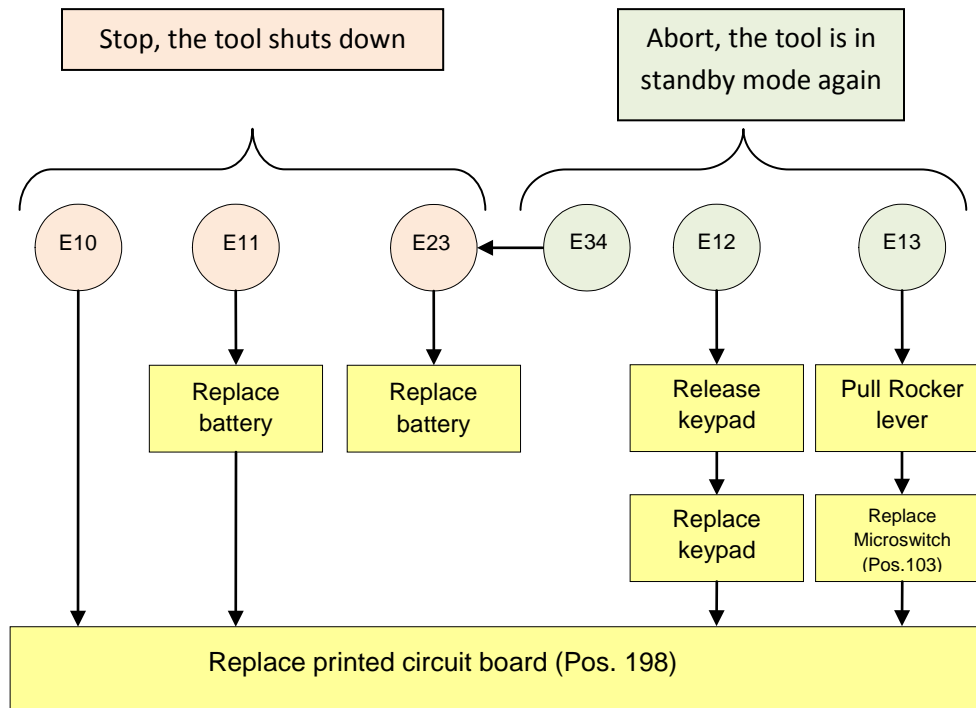 Stop, the tool shuts down
Abort, the tool is in
standby mode again
E10
E11
E23
E34
E12
E13
Replace
battery
Replace
battery
Release
keypad
Pull Rocker
lever
Replace
keypad
Replace
Microswitch
(Pos.103)
Replace printed circuit board (Pos. 198)